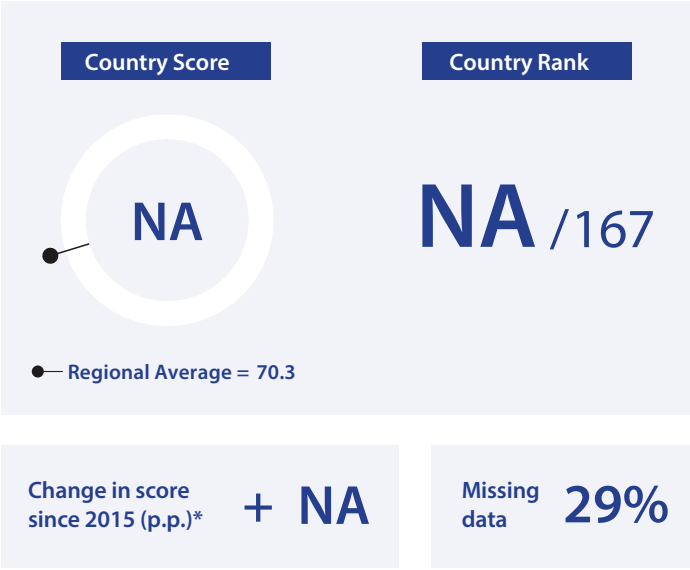 Country Score
Country Rank
NA
NA /167
Regional Average = 70.3
Change in score
since 2015 (p.p.)*
+ NA
Missing
data
29%